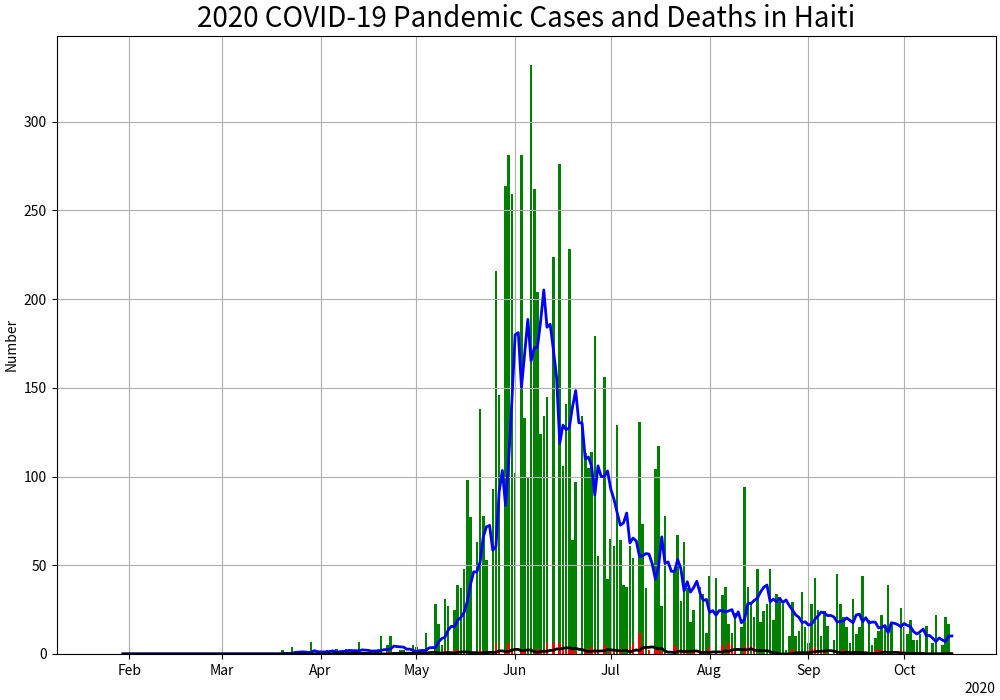 2020 COVID-19 Pandemic Cases and Deaths in Haiti
Number
300
250
200
150
100
50
0
Feb Mar Apr May Jun Jul Aug Sep Oct
2020